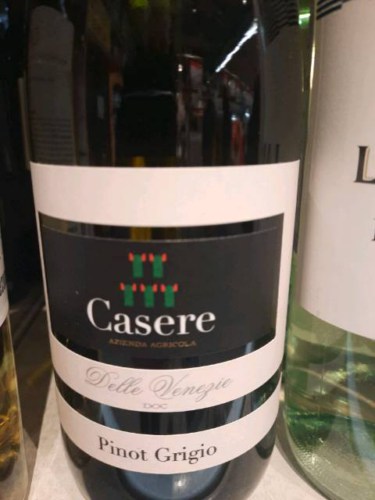 Casere
AZIENDA AGRICOLA
Delle Venezie
DOC
Pinot Grigio
L